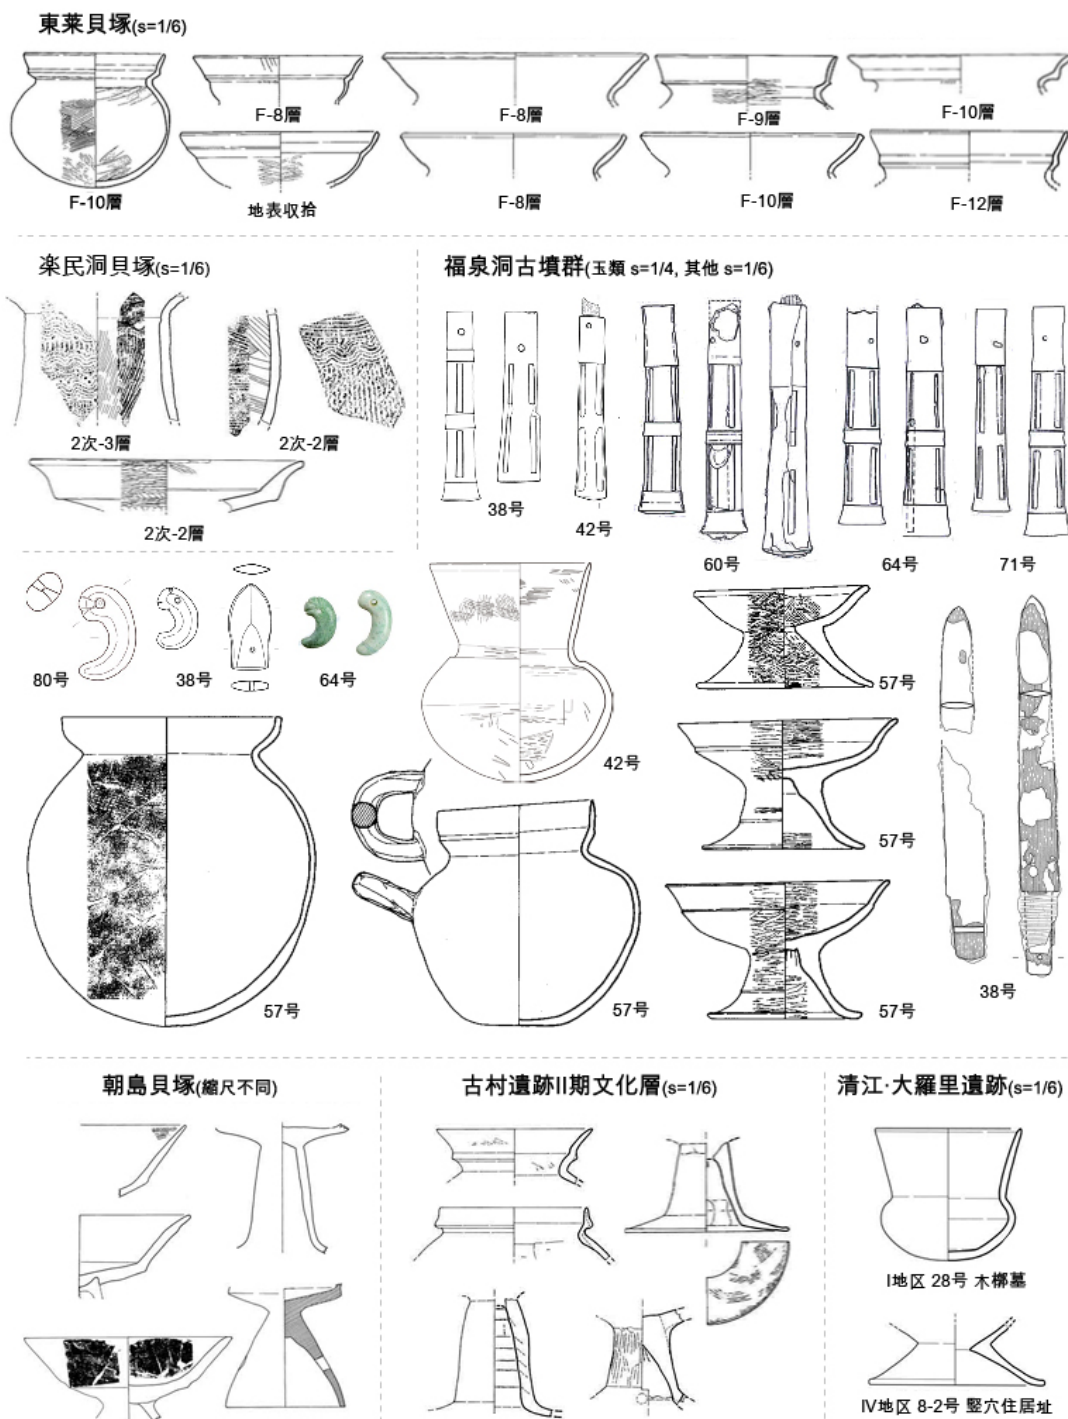 東莱貝塚(s=1/6)
F-8層
F-8層
F-9層
F-10層
F-10層
地表収拾
F-8層
F-10層
F-12層
楽民洞貝塚(s=1/6)
2次-3層
2次-2層
2次-2層
福泉洞古墳群(玉類 s=1/4, 其他 s=1/6)
38号
42号
60号
64号
71号
80号
38号
64号
42号
57号
57号
57号
57号
57号
38号
朝島貝塚(縮尺不同)
古村遺跡II期文化層(s=1/6)
清江·大羅里遺跡(s=1/6)
I地区 28号 木槨墓
IV地区 8-2号 竪穴住居址